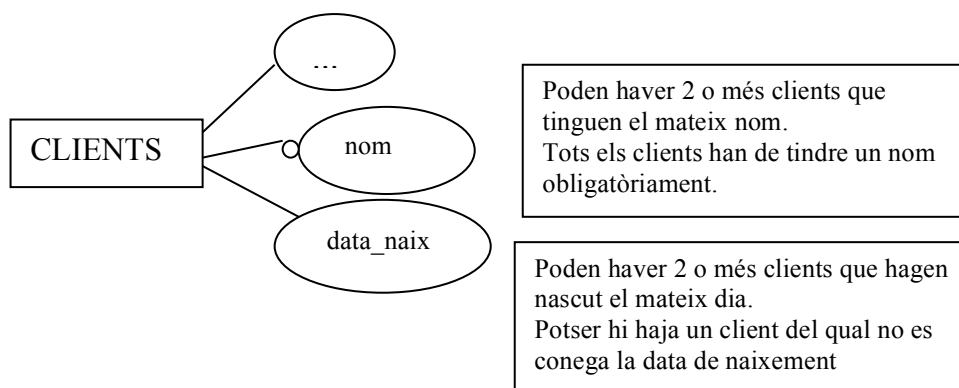 ...
CLIENTS
nom
data_naix
Poden haver 2 o més clients que
tinguen el mateix nom.
Tots els clients han de tindre un nom
obligatòriament.
Poden haver 2 o més clients que hagen
nascut el mateix dia.
Potser hi haja un client del qual no es
conega la data de naixement